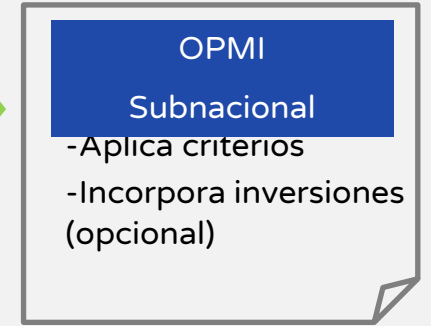 OPMI
Subnacional
-Aplica criterios
-Incorpora inversiones
(opcional)